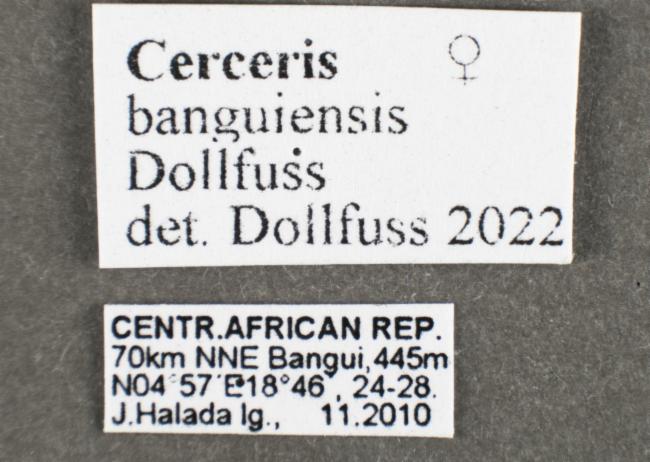 Cerceris ♀
banguiensis
Dollfuss
det. Dollfuss 2022
CENTR.AFRICAN REP.
70km NNE Bangui, 445m
N04°57' E18°46', 24-28.
J.Halada lg., 11.2010